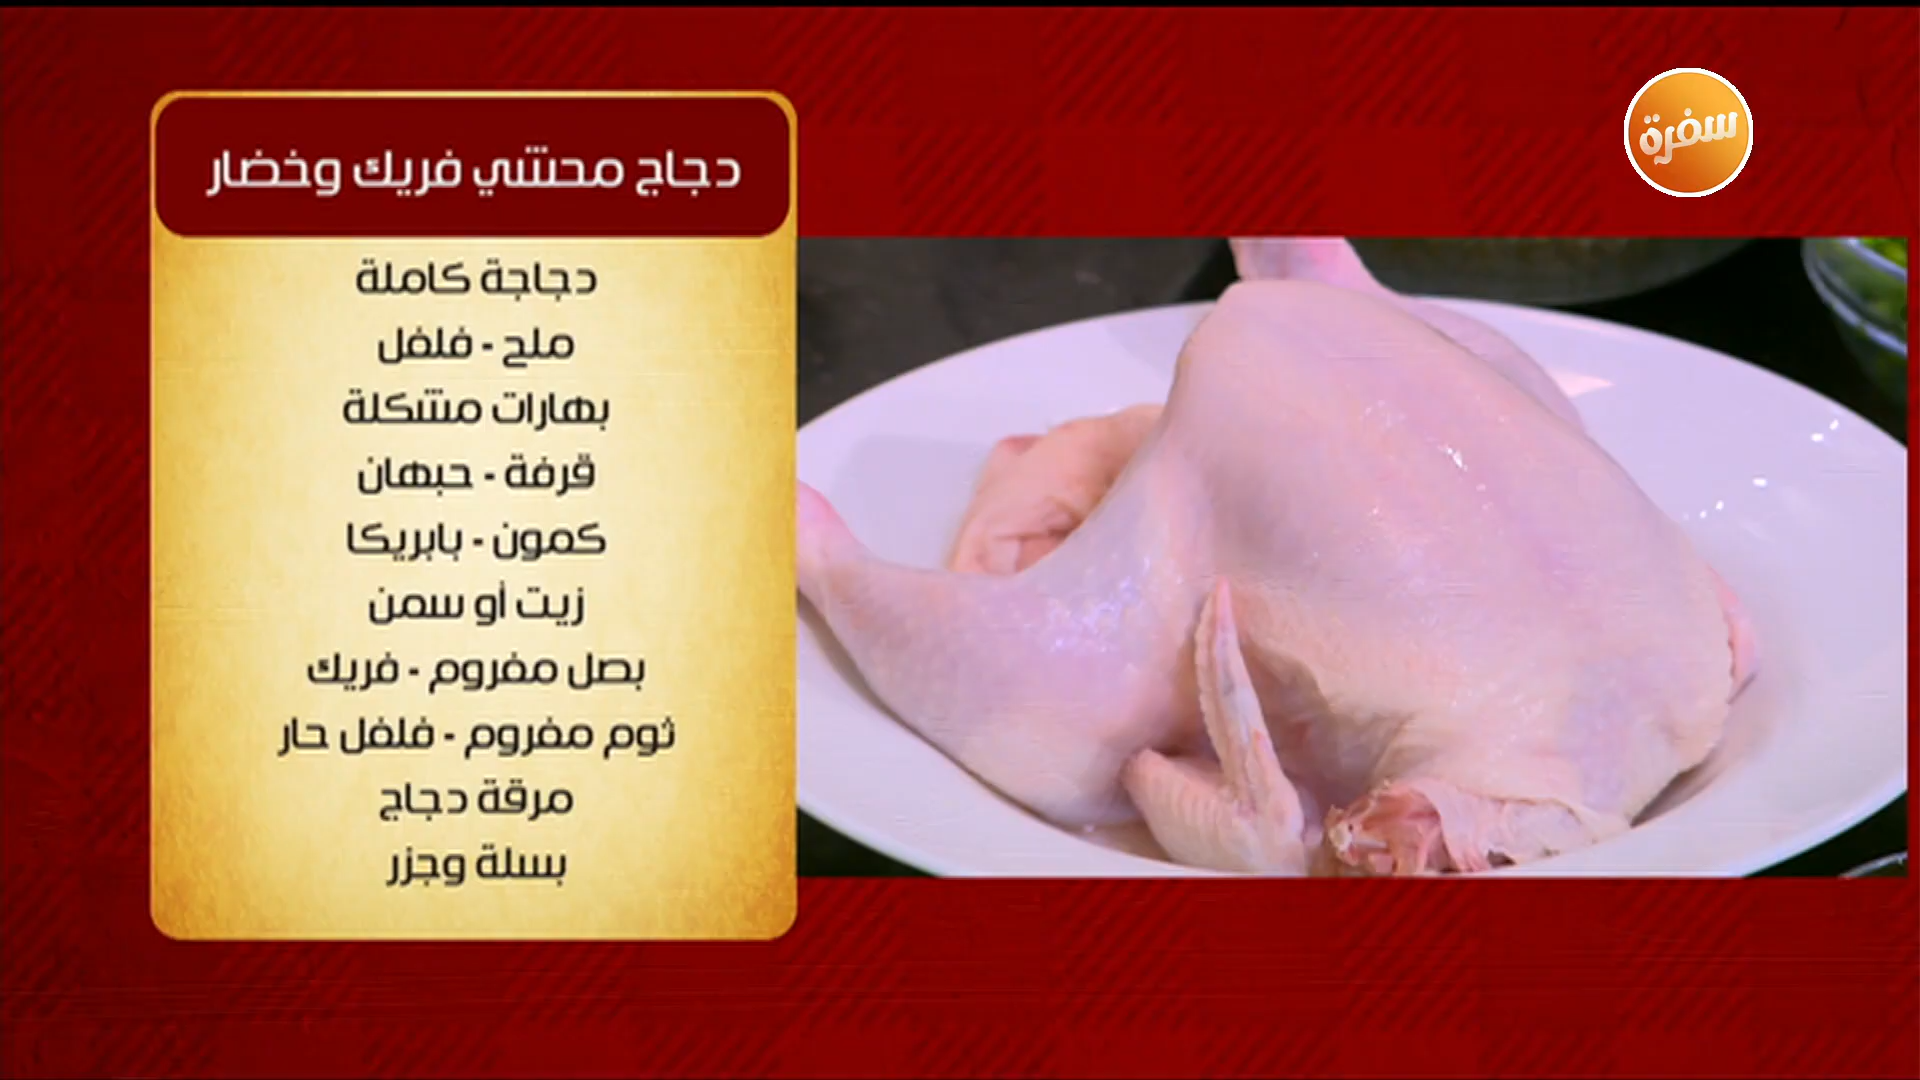 سفرة
دجاج محشي فريك وخضار
دجاجة كاملة
ملح - فلفل
بهارات مشكلة
قرفة - حبهان
كمون - بابريكا
زيت أو سمن
بصل مفروم - فريك
ثوم مفروم - فلفل حار
مرقة دجاج
بسلة وجزر